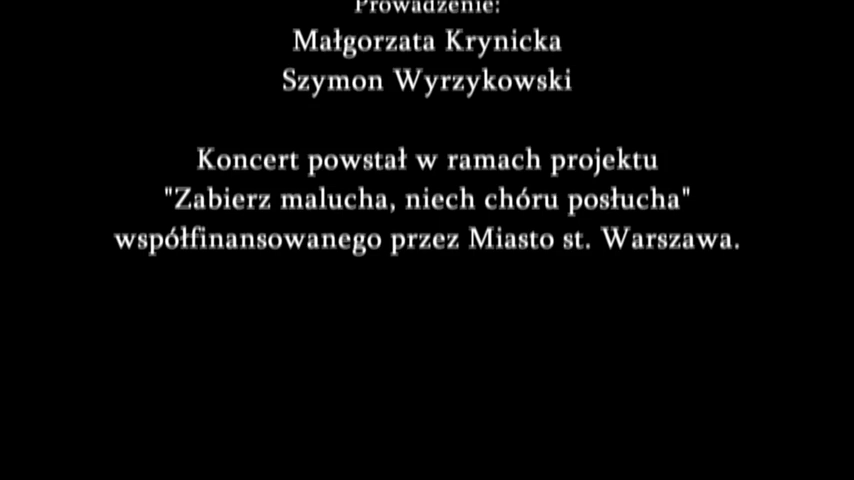 Prowadzenie:
Małgorzata Krynicka
Szymon Wyrzykowski
Koncert powstał w ramach projektu
"Zabierz malucha, niech chóru posłucha"
współfinansowanego przez Miasto st. Warszawa.